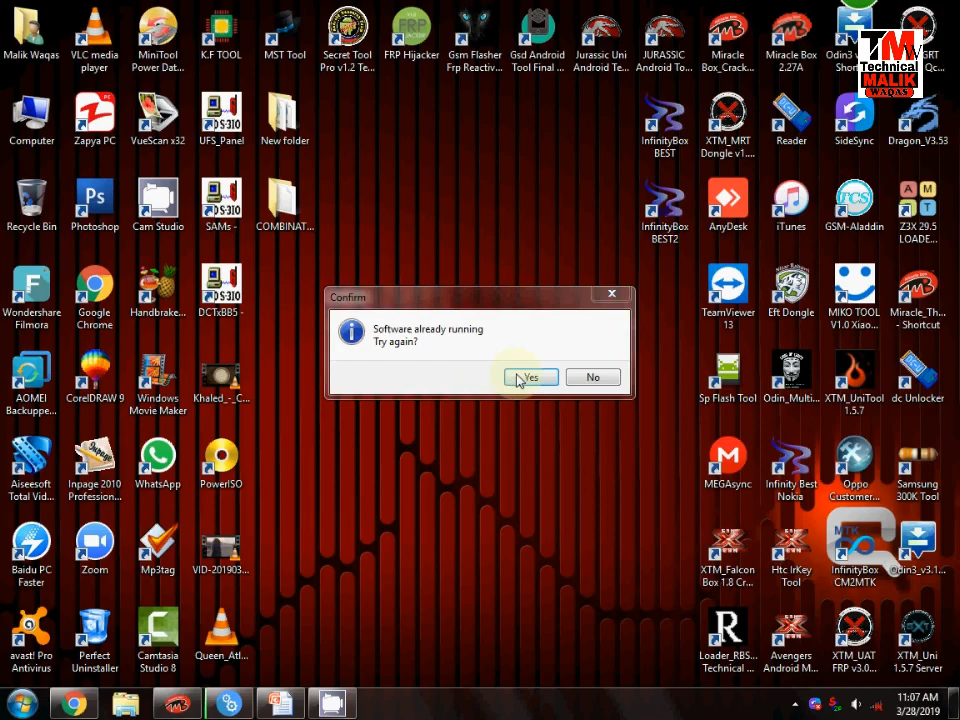 Malik Waqas
VLC media
player
MiniTool
Power Dat...
K.F TOOL
MST Tool
Secret Tool
Pro v1.2 Te...
FRP Hijacker
Gsm Flasher
Frp Reactiv...
Gsd Android
Tool Final ...
Jurassic Uni
Android Te...
JURASSIC
Android To...
Miracle
Box_Crack...
Miracle Box
2.27A
TMW
Technical
MALIK
WAQAS
Computer
Zapya PC
VueScan x32
UFS_Panel
New folder
InfinityBox
BEST
XTM_MRT
Dongle v1....
Reader
SideSync
Dragon_V3.53
Recycle Bin
Photoshop
Cam Studio
SAMs -
COMBINAT...
InfinityBox
BEST2
AnyDesk
iTunes
GSM-Aladdin
Z3X 29.5
LOADE...
Wondershare
Filmora
Google
Chrome
Handbrake...
DCTxBB5 -
TeamViewer
13
Eft Dongle
MIKO TOOL
V1.0 Xiao...
Miracle_Th...
- Shortcut
Confirm
Software already running
Try again?
Yes
No
AOMEI
Backuppe...
CorelDRAW 9
Windows
Movie Maker
Khaled_-_C...
Sp Flash Tool
Odin_Multi...
XTM_UniTool
1.5.7
dc Unlocker
Aiseesoft
Total Vid...
Inpage 2010
Profession...
WhatsApp
PowerISO
MEGAsync
Infinity Best
Nokia
Oppo
Customer...
Samsung
300K Tool
Baidu PC
Faster
Zoom
Mp3tag
VID-201903...
XTM_Falcon
Box 1.8 Cr...
Htc IrKey
Tool
InfinityBox
CM2MTK
Odin3_v3.1...
avast! Pro
Antivirus
Perfect
Uninstaller
Camtasia
Studio 8
Queen_Atl...
Loader_RBS...
Technical ...
Avengers
Android M...
XTM_UAT
FRP v3.0...
XTM_Uni
1.5.7 Server
11:07 AM
3/28/2019